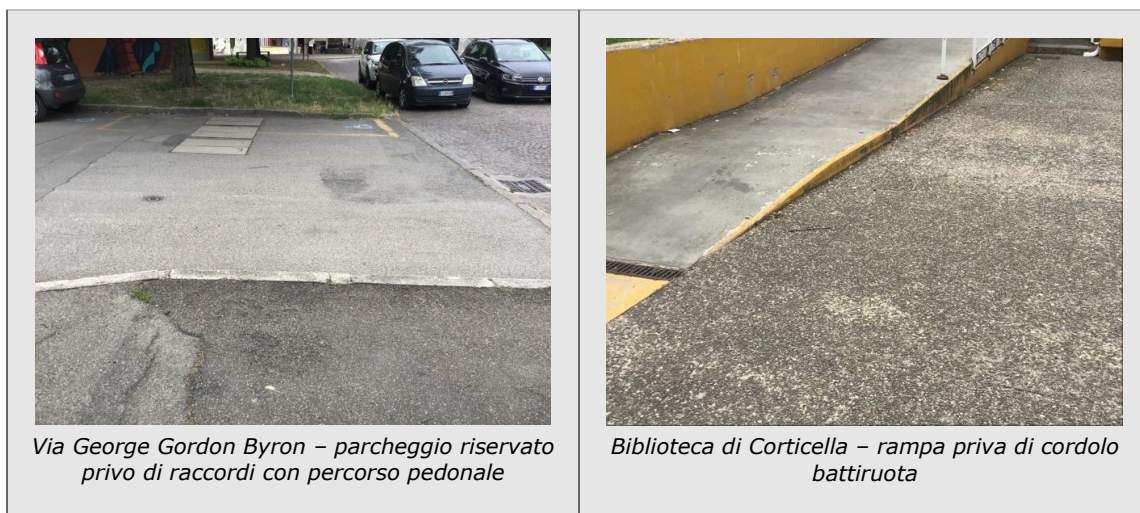 Via George Gordon Byron – parcheggio riservato
privo di raccordi con percorso pedonale
Biblioteca di Corticella – rampa priva di cordolo
battiruota